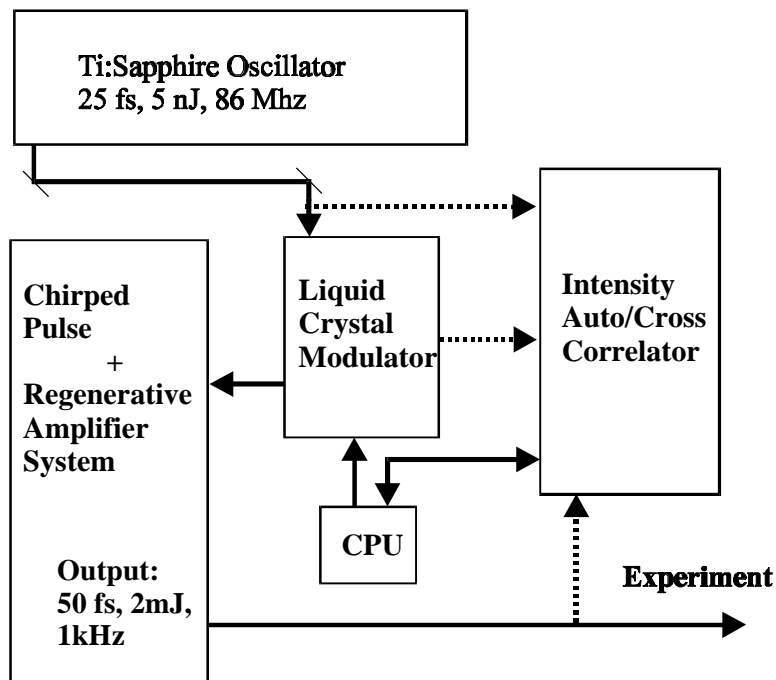 Ti:Sapphire Oscillator
25 fs, 5 nJ, 86 Mhz
Chirped
Pulse
+
Regenerative
Amplifier
System
Output:
50 fs, 2mJ,
1kHz
Liquid
Crystal
Modulator
CPU
Intensity
Auto/Cross
Correlator
Experiment